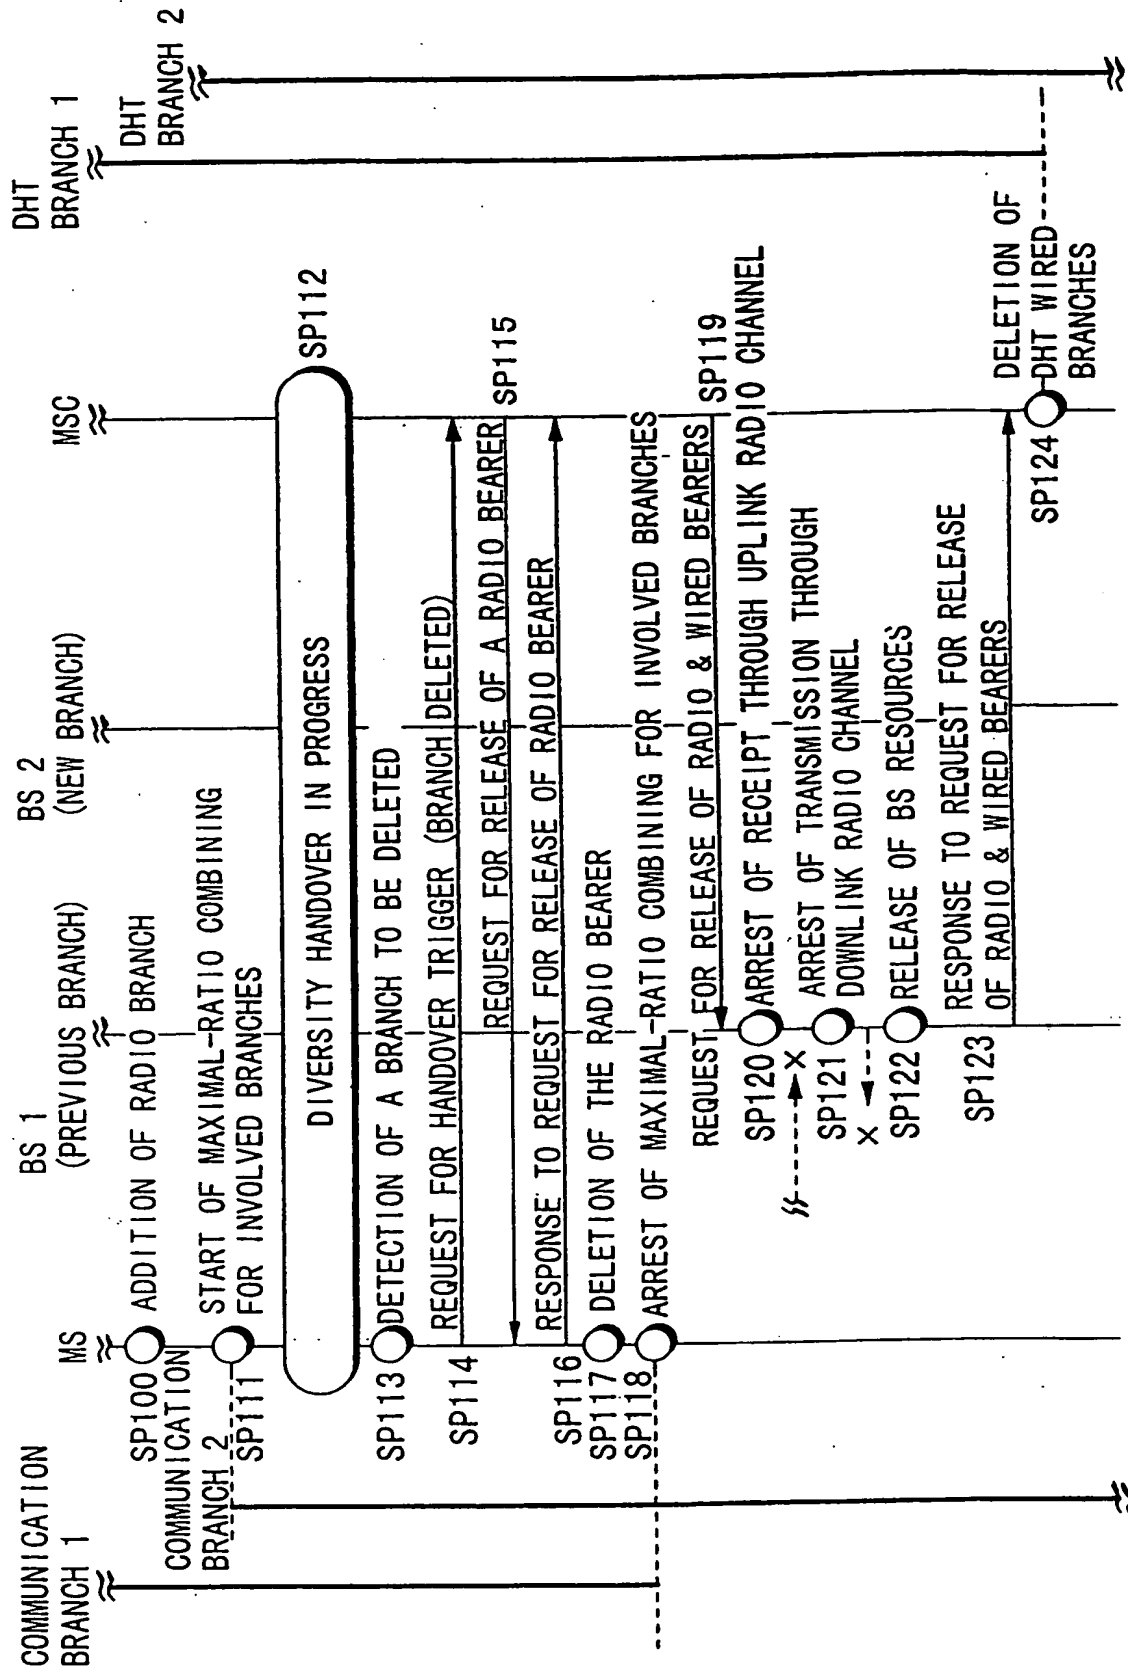 COMMUNICATION
BRANCH 1
MS
BS 1
(PREVIOUS BRANCH)
BS 2
(NEW BRANCH)
MSC
DHT
BRANCH 1
DHT
BRANCH 2
SP100
ADDITION OF RADIO BRANCH
COMMUNICATION
BRANCH 2
SP111
START OF MAXIMAL-RATIO COMBINING
FOR INVOLVED BRANCHES
DIVERSITY HANDOVER IN PROGRESS
SP112
SP113
DETECTION OF A BRANCH TO BE DELETED
SP114
REQUEST FOR HANDOVER TRIGGER (BRANCH DELETED)
REQUEST FOR RELEASE OF A RADIO BEARER
SP115
SP116
RESPONSE TO REQUEST FOR RELEASE OF RADIO BEARER
SP117
DELETION OF THE RADIO BEARER
SP118
ARREST OF MAXIMAL-RATIO COMBINING FOR INVOLVED BRANCHES
REQUEST FOR RELEASE OF RADIO & WIRED BEARERS
SP119
SP120
ARREST OF RECEIPT THROUGH UPLINK RADIO CHANNEL
X
SP121
ARREST OF TRANSMISSION THROUGH
DOWNLINK RADIO CHANNEL
X
SP122
RELEASE OF BS RESOURCES
SP123
RESPONSE TO REQUEST FOR RELEASE
OF RADIO & WIRED BEARERS
SP124
DELETION OF
DHT WIRED
BRANCHES